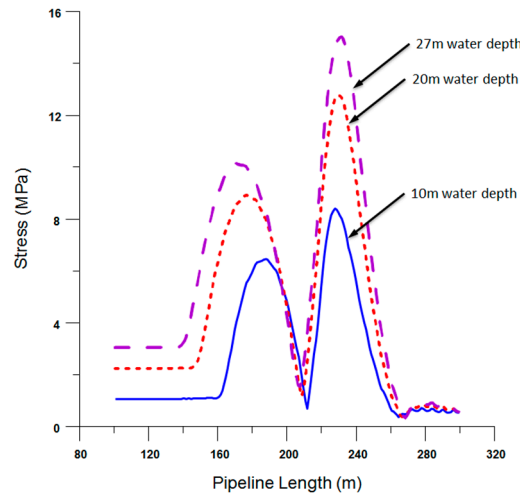 16
27m water depth
20m water depth
12
10m water depth
8
4
0
Stress (MPa)
80 120 160 200 240 280 320
Pipeline Length (m)